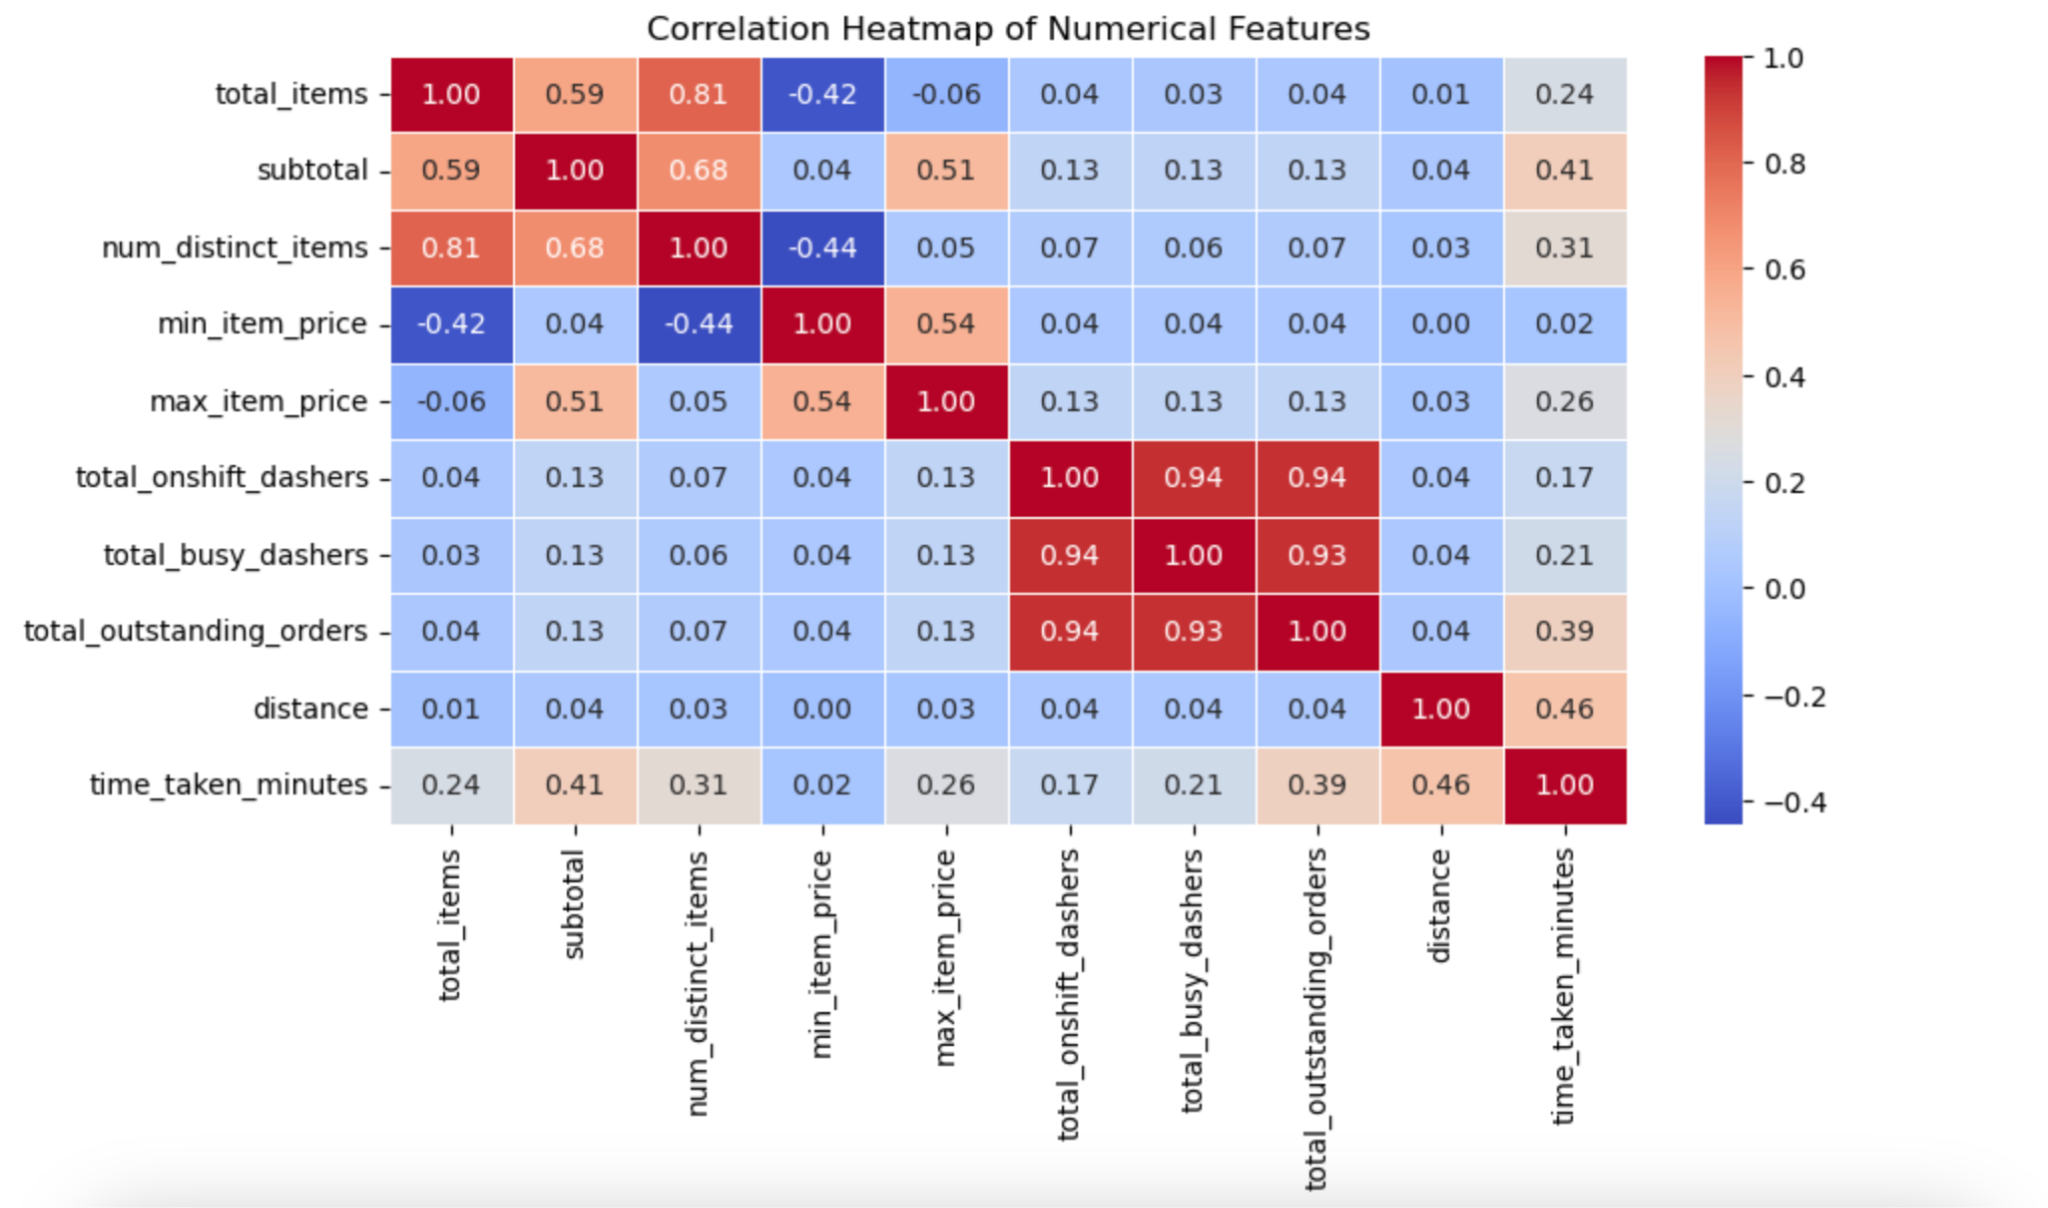 Correlation Heatmap of Numerical Features
total_items 1.00 0.59 0.81 -0.42 -0.06 0.04 0.03 0.04 0.01 0.24
subtotal 0.59 1.00 0.68 0.04 0.51 0.13 0.13 0.13 0.04 0.41
num_distinct_items 0.81 0.68 1.00 -0.44 0.05 0.07 0.06 0.07 0.03 0.31
min_item_price -0.42 0.04 -0.44 1.00 0.54 0.04 0.04 0.04 0.00 0.02
max_item_price -0.06 0.51 0.05 0.54 1.00 0.13 0.13 0.13 0.03 0.26
total_onshift_dashers 0.04 0.13 0.07 0.04 0.13 1.00 0.94 0.94 0.04 0.17
total_busy_dashers 0.03 0.13 0.06 0.04 0.13 0.94 1.00 0.93 0.04 0.21
total_outstanding_orders 0.04 0.13 0.07 0.04 0.13 0.94 0.93 1.00 0.04 0.39
distance 0.01 0.04 0.03 0.00 0.03 0.04 0.04 0.04 1.00 0.46
time_taken_minutes 0.24 0.41 0.31 0.02 0.26 0.17 0.21 0.39 0.46 1.00
total_items
subtotal
num_distinct_items
min_item_price
max_item_price
total_onshift_dashers
total_busy_dashers
total_outstanding_orders
distance
time_taken_minutes
1.0
0.8
0.6
0.4
0.2
0.0
−0.2
−0.4